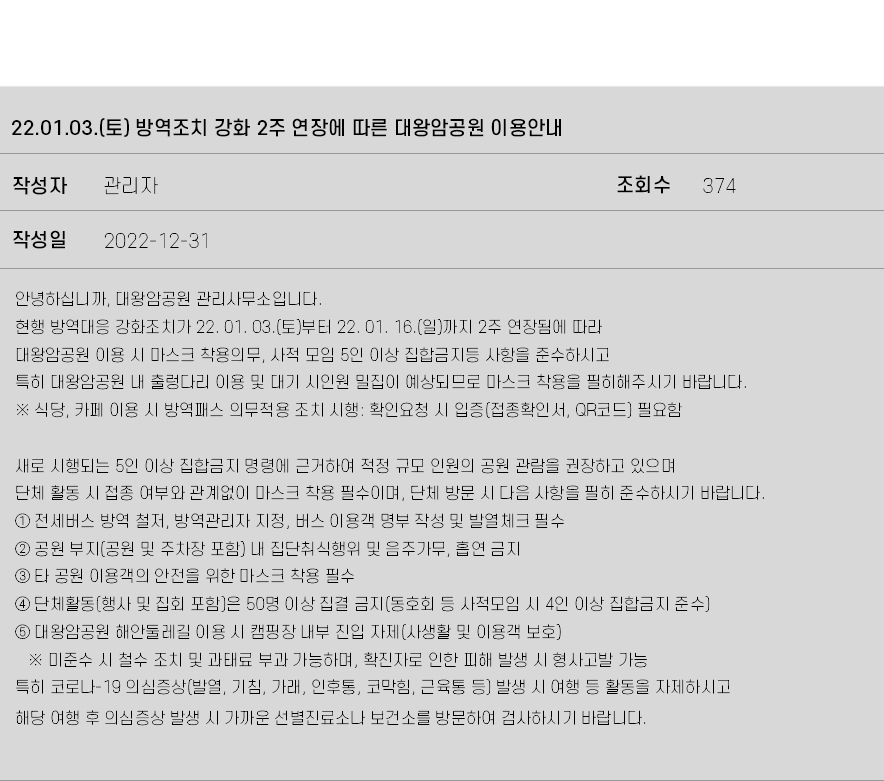 22.01.03.(토) 방역조치 강화 2주 연장에 따른 대왕암공원 이용안내
작성자 관리자 조회수 374
작성일 2022-12-31
안녕하십니까, 대왕암공원 관리사무소입니다.
현행 방역대응 강화조치가 22. 01. 03.(토)부터 22. 01. 16.(일)까지 2주 연장됨에 따라
대왕암공원 이용 시 마스크 착용의무, 사적 모임 5인 이상 집합금지등 사항을 준수하시고
특히 대왕암공원 내 출렁다리 이용 및 대기 시인원 밀집이 예상되므로 마스크 착용을 필히해주시기 바랍니다.
※ 식당, 카페 이용 시 방역패스 의무적용 조치 시행: 확인요청 시 입증(접종확인서, QR코드) 필요함
새로 시행되는 5인 이상 집합금지 명령에 근거하여 적정 규모 인원의 공원 관람을 권장하고 있으며
단체 활동 시 접종 여부와 관계없이 마스크 착용 필수이며, 단체 방문 시 다음 사항을 필히 준수하시기 바랍니다.
① 전세버스 방역 철저, 방역관리자 지정, 버스 이용객 명부 작성 및 발열체크 필수
② 공원 부지(공원 및 주차장 포함) 내 집단취식행위 및 음주가무, 흡연 금지
③ 타 공원 이용객의 안전을 위한 마스크 착용 필수
④ 단체활동(행사 및 집회 포함)은 50명 이상 집결 금지(동호회 등 사적모임 시 4인 이상 집합금지 준수)
⑤ 대왕암공원 해안둘레길 이용 시 캠핑장 내부 진입 자제(사생활 및 이용객 보호)
※ 미준수 시 철수 조치 및 과태료 부과 가능하며, 확진자로 인한 피해 발생 시 형사고발 가능
특히 코로나-19 의심증상(발열, 기침, 가래, 인후통, 코막힘, 근육통 등) 발생 시 여행 등 활동을 자제하시고
해당 여행 후 의심증상 발생 시 가까운 선별진료소나 보건소를 방문하여 검사하시기 바랍니다.